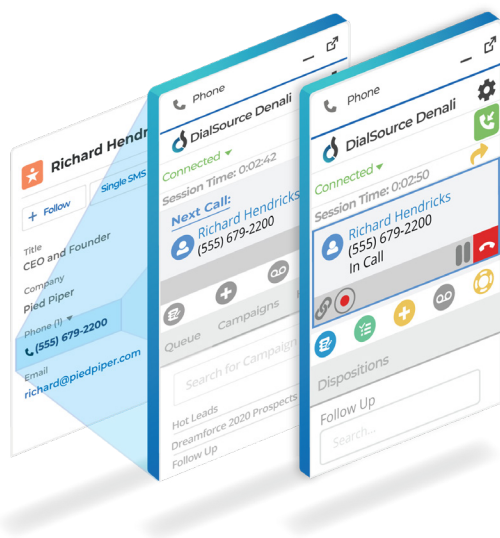 Richard Hendr
+ Follow
Single SMS
Title
CEO and Founder
Company
Pied Piper
Phone (1)
(555) 679-2200
Email
richard@piedpiper.com
Phone
DialSource Denali
Connected
Session Time: 0:02:42
Next Call:
Richard Hendricks
(555) 679-2200
Queue
Campaigns
Search for Campaign
Hot Leads
Dreamforce 2020 Prospects
Follow Up
Phone
DialSource Denali
Connected
Session Time: 0:02:50
Richard Hendricks
(555) 679-2200
In Call
Dispositions
Follow Up
Search...